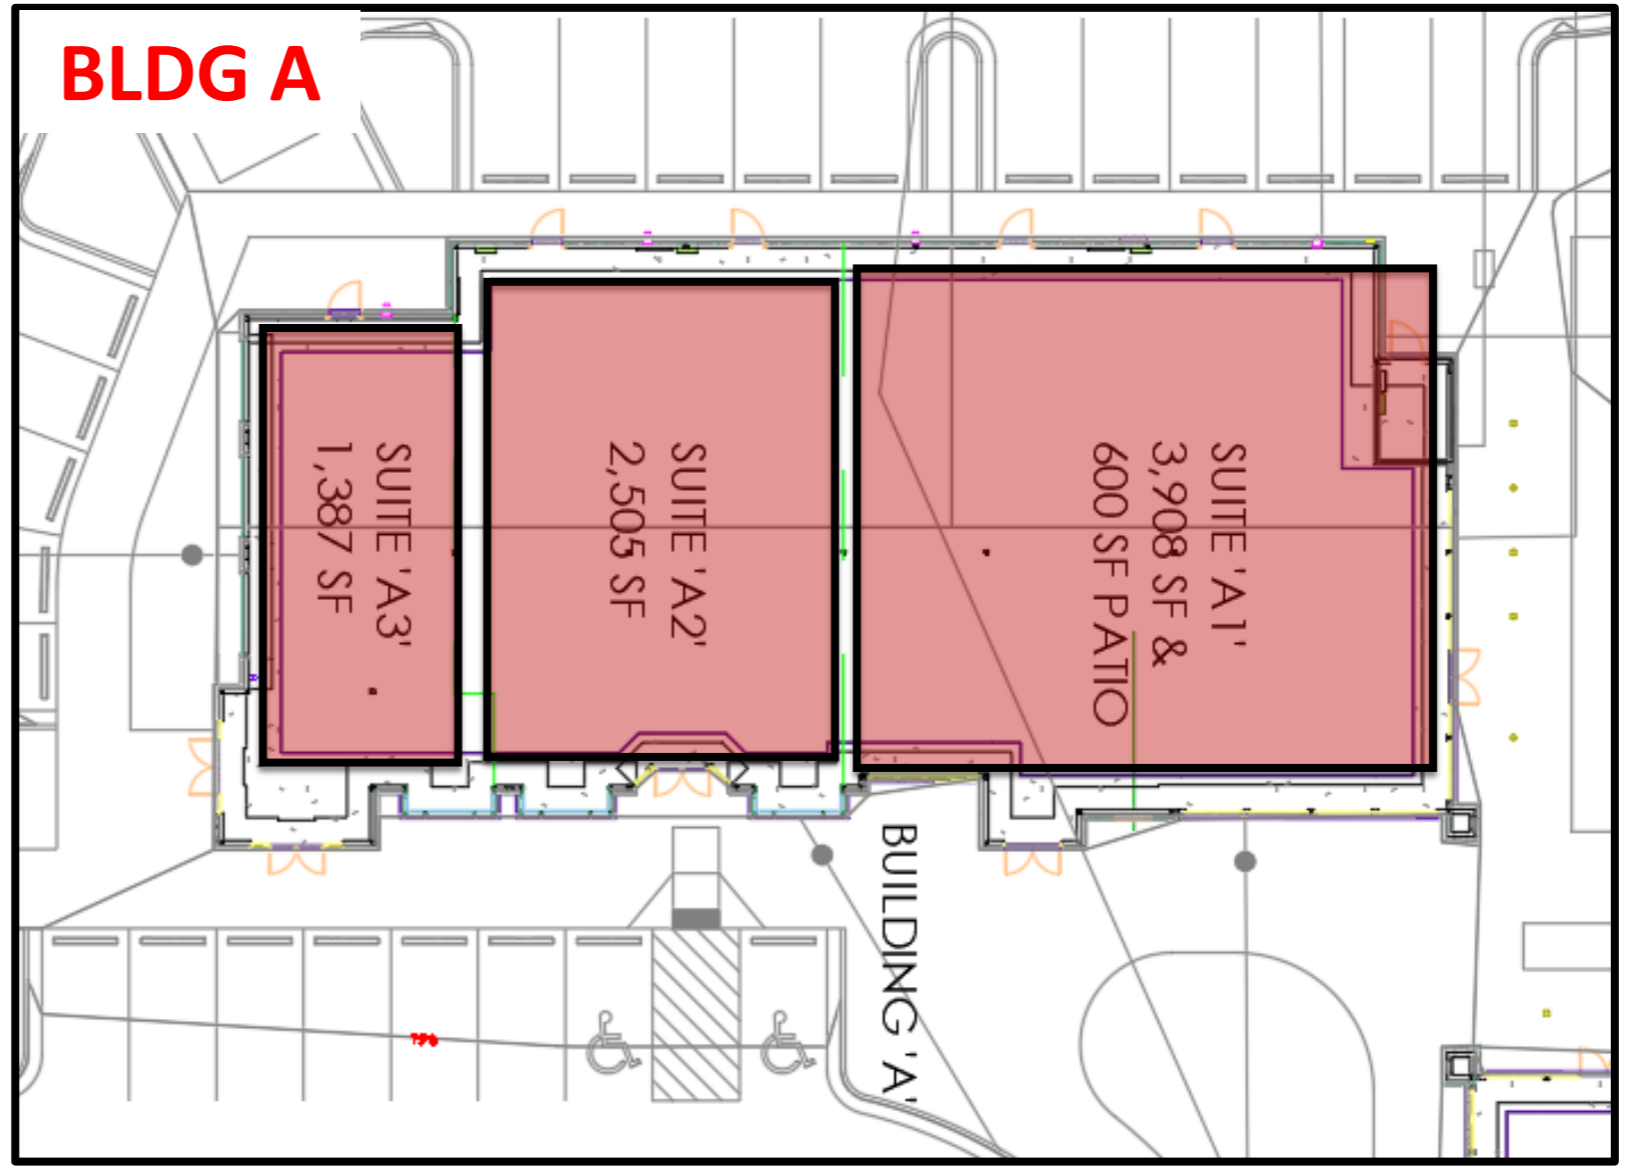 BLDG A
SUITE 'A3'
1,387 SF
SUITE 'A2'
2,505 SF
SUITE 'A1'
3,908 SF &
600 SF PATIO
BUILDING 'A'